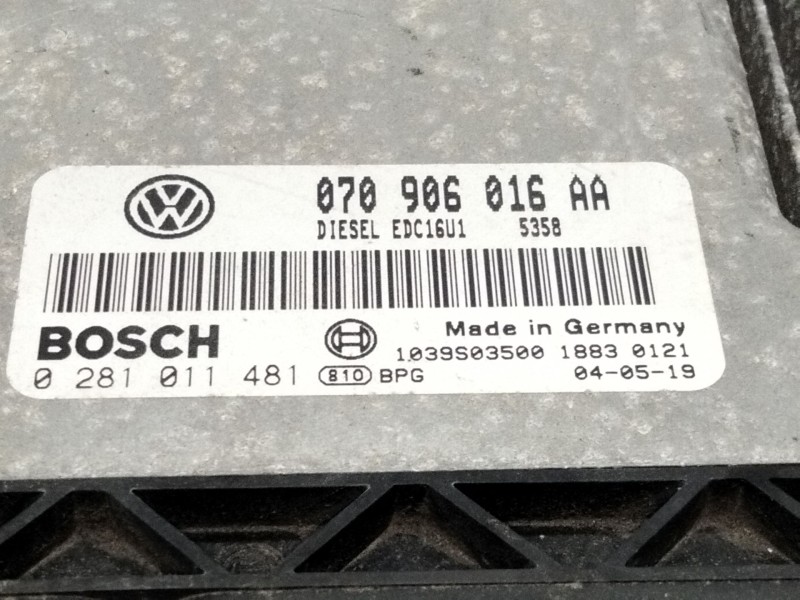 070 906 016 AA
DIESEL EDC16U1 5358
BOSCH
Made in Germany
1039S03500 1883 0121
0 281 011 481 810 BPG 04-05-19